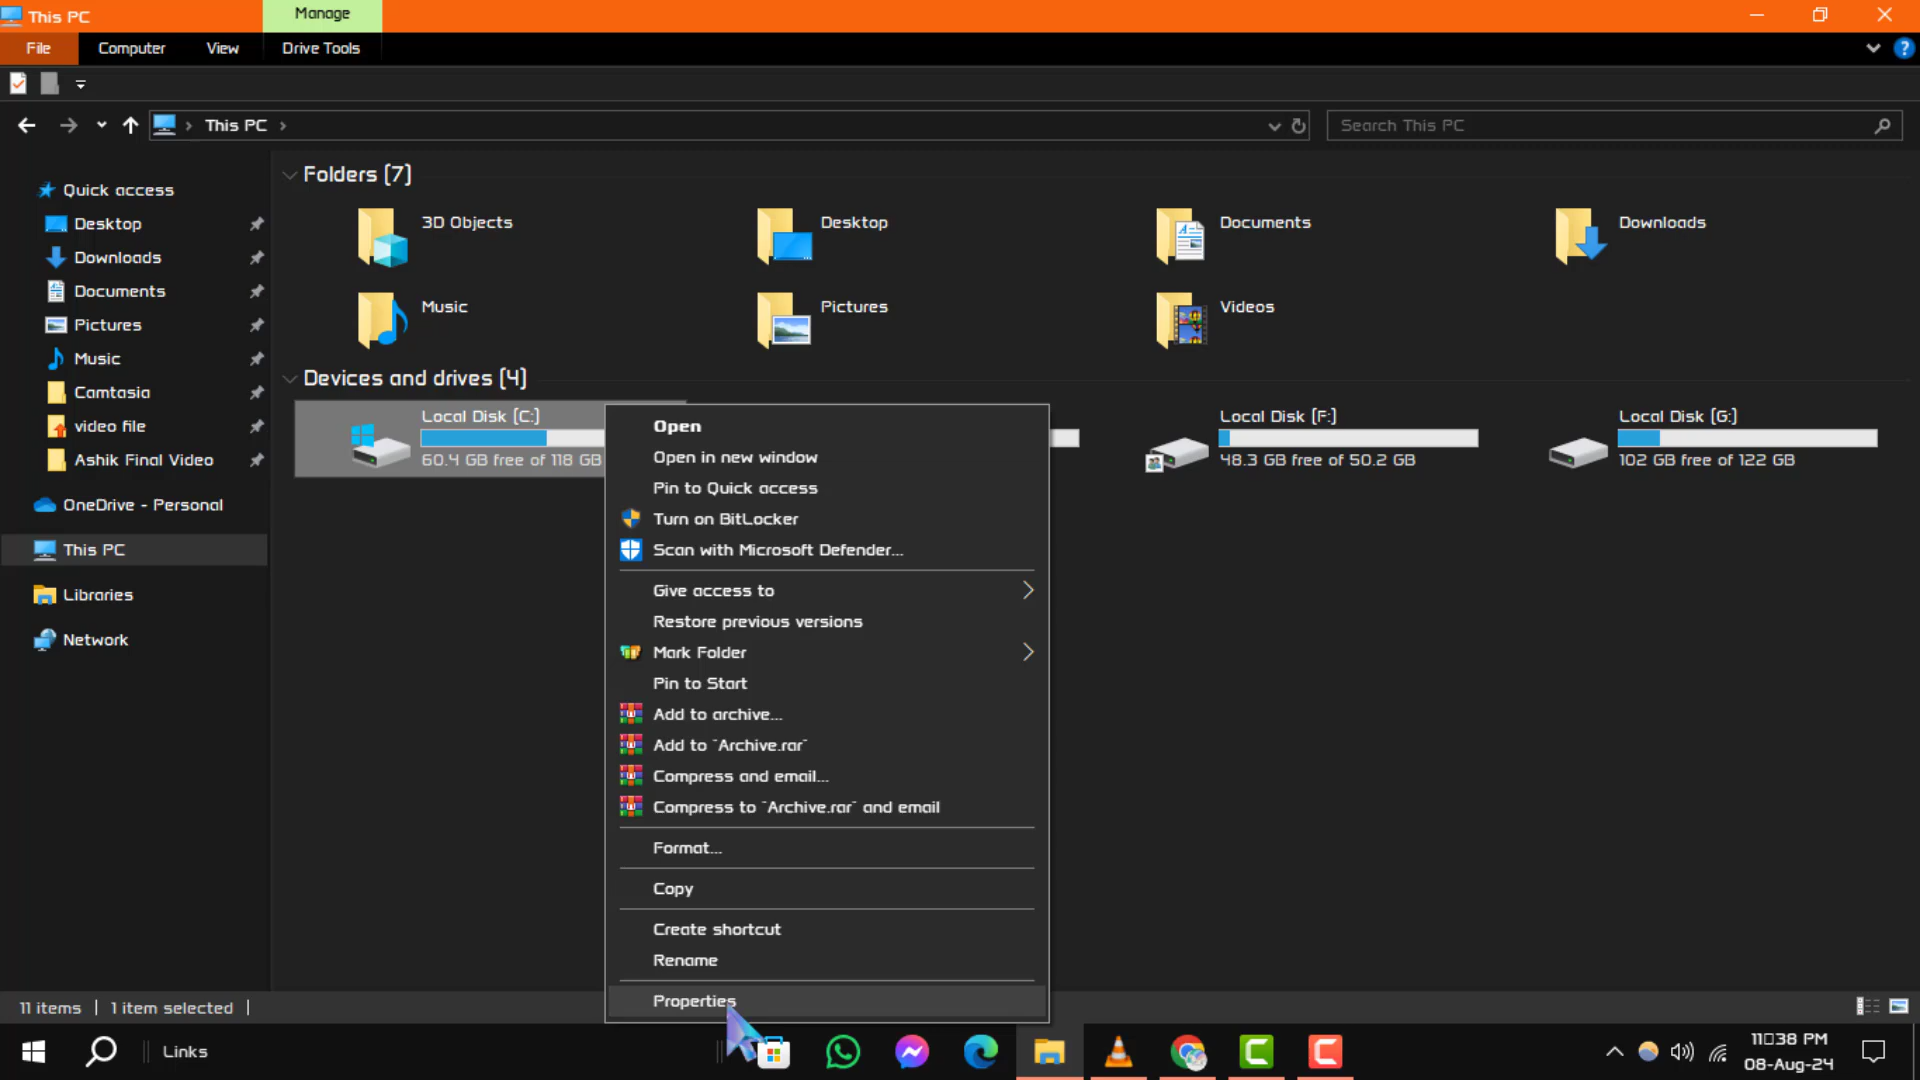 This PC
Manage
File
Computer
View
Drive Tools
This PC
Search This PC
Quick access
Desktop
Downloads
Documents
Pictures
Music
Camtasia
video file
Ashik Final Video
OneDrive - Personal
This PC
Libraries
Network
Folders (7)
3D Objects
Desktop
Documents
Downloads
Music
Pictures
Videos
Devices and drives (4)
Local Disk (C:)
60.4 GB free of 118 GB
Local Disk (F:)
48.3 GB free of 50.2 GB
Local Disk (G:)
102 GB free of 122 GB
Open
Open in new window
Pin to Quick access
Turn on BitLocker
Scan with Microsoft Defender...
Give access to
Restore previous versions
Mark Folder
Pin to Start
Add to archive...
Add to "Archive.rar"
Compress and email...
Compress to "Archive.rar" and email
Format...
Copy
Create shortcut
Rename
Properties
11 items
1 item selected
Links
11□38 PM
08-Aug-24